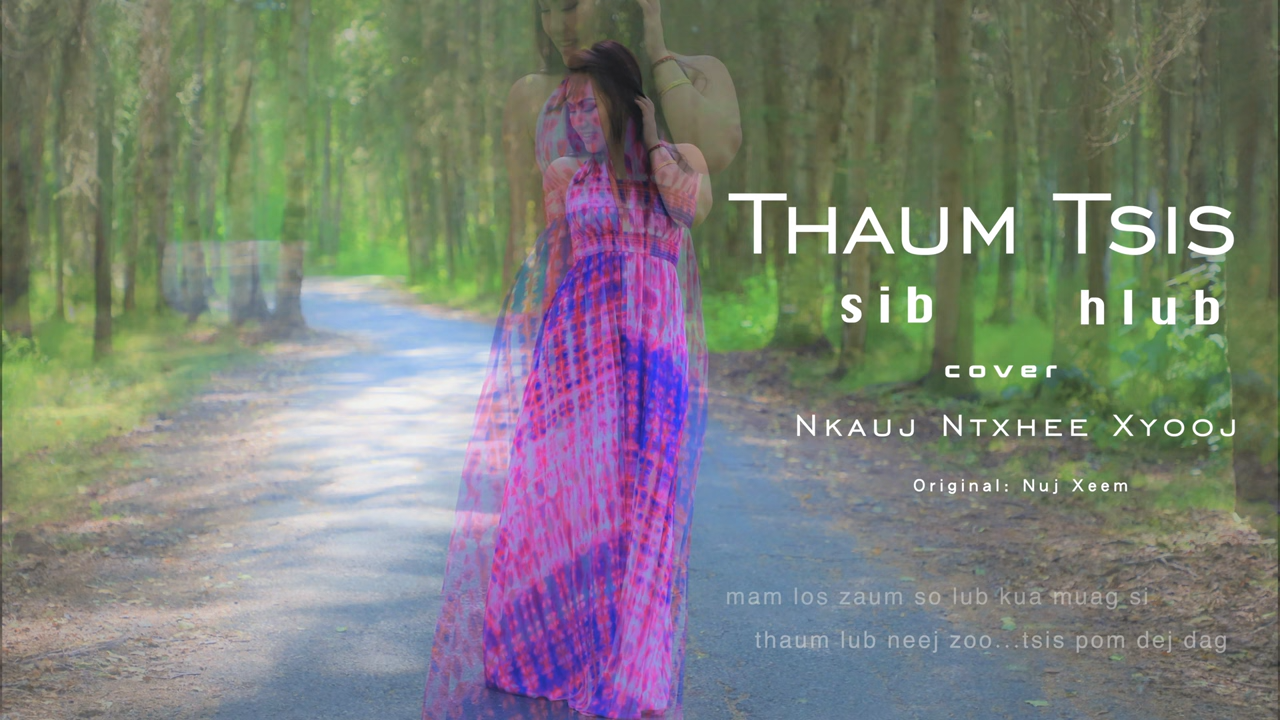 THAUM TSIS
sib hlub
cover
NKAUJ NTXHEE XYOOJ
Original: Nuj Xeem
mam los zaum so lub kua muag si
thaum lub neej zoo...tsis pom dej dag